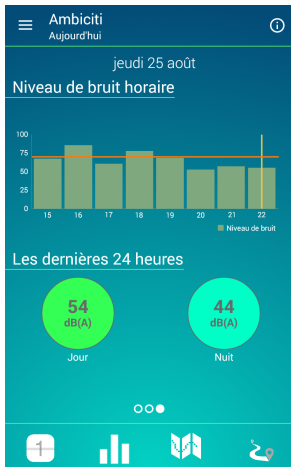 Ambiciti
Aujourd'hui
jeudi 25 août
Niveau de bruit horaire
100
75
50
25
0
15 16 17 18 19 20 21 22
Niveau de bruit
Les dernières 24 heures
54 44
dB(A) dB(A)
Jour Nuit
1